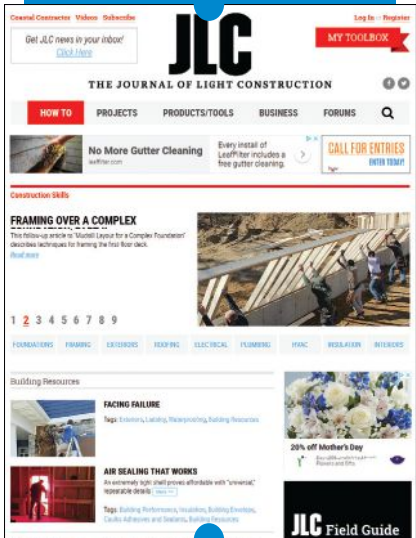 Coastal Contractor Videos Subscribe
Log In or Register
Get JLC news in your inbox!
Click Here
JLC
MY TOOLBOX
THE JOURNAL OF LIGHT CONSTRUCTION
HOW TO PROJECTS PRODUCTS/TOOLS BUSINESS FORUMS
No More Gutter Cleaning
leaffilter.com
Every install of
LeafFilter includes a
free gutter cleaning.
CALL FOR ENTRIES
ENTER TODAY!
Construction Skills
FRAMING OVER A COMPLEX
This follow-up article to "Mudsill Layout for a Complex Foundation"
describes techniques for framing the first floor deck.
Read more
1 2 3 4 5 6 7 8 9
FOUNDATIONS FRAMING EXTERIORS ROOFING ELECTRICAL PLUMBING HVAC INSULATION INTERIORS
Building Resources
FACING FAILURE
Tags: Exteriors, Waterproofing, Building Resources
20% off Mother's Day
Flowers and Gifts
AIR SEALING THAT WORKS
An extremely tight shell proves affordable with "universal,"
repeatable details
Tags: Building Performance, Insulation, Building Envelope,
Caulks Adhesives and Sealants, Building Resources
JLC Field Guide